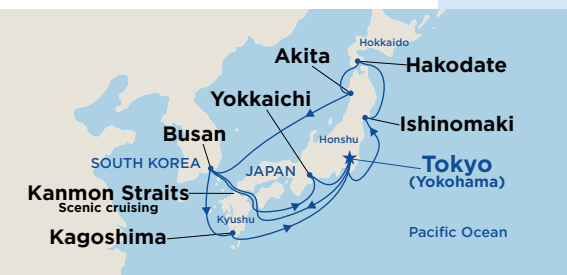 Hokkaido
Akita
Hakodate
Yokkaichi
Ishinomaki
Busan
Honshu
SOUTH KOREA
JAPAN
Tokyo
(Yokohama)
Kanmon Straits
Scenic cruising
Kyushu
Kagoshima
Pacific Ocean